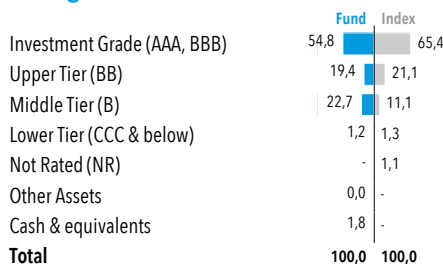 Fund Index
Investment Grade (AAA, BBB) 54,8 65,4
Upper Tier (BB) 19,4 21,1
Middle Tier (B) 22,7 11,1
Lower Tier (CCC & below) 1,2 1,3
Not Rated (NR) - 1,1
Other Assets 0,0 -
Cash & equivalents 1,8 -
Total 100,0 100,0